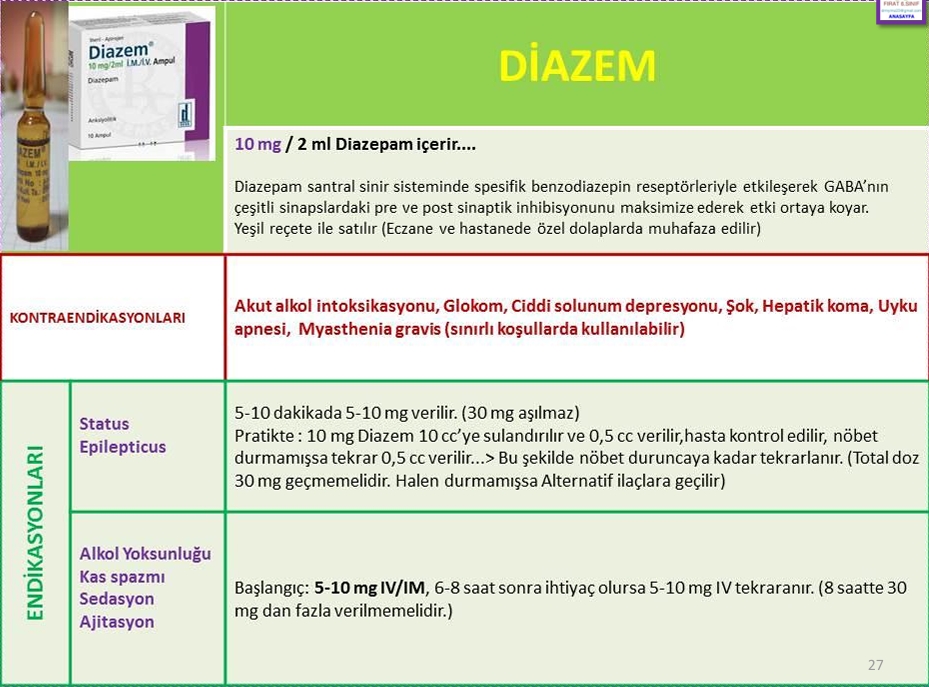 FIRAT E.SINIF
ANASAYFA
Steril - Apirojen
Diazem®
10 mg/2ml İ.M./İ.V. Ampul
Diazepam
Anksiyolitik
10 Ampul
AZEM®
I.M./I.
DİAZEM
10 mg / 2 ml Diazepam içerir....
Diazepam santral sinir sisteminde spesifik benzodiazepin reseptörleriyle etkileşerek GABA’nın
çeşitli sinapslardaki pre ve post sinaptik inhibisyonunu maksimize ederek etki ortaya koyar.
Yeşil reçete ile satılır (Eczane ve hastanede özel dolaplarda muhafaza edilir)
KONTRAENDİKASYONLARI
Akut alkol intoksikasyonu, Glokom, Ciddi solunum depresyonu, Şok, Hepatik koma, Uyku
apnesi, Myasthenia gravis (sınırlı koşullarda kullanılabilir)
ENDİKASYONLARI
Status
Epilepticus
5-10 dakikada 5-10 mg verilir. (30 mg aşılmaz)
Pratikte : 10 mg Diazem 10 cc’ye sulandırılır ve 0,5 cc verilir,hasta kontrol edilir, nöbet
durmamışsa tekrar 0,5 cc verilir...> Bu şekilde nöbet duruncaya kadar tekrarlanır. (Total doz
30 mg geçmemelidir. Halen durmamışsa Alternatif ilaçlara geçilir)
Alkol Yoksunluğu
Kas spazmı
Sedasyon
Ajitasyon
Başlangıç: 5-10 mg IV/IM, 6-8 saat sonra ihtiyaç olursa 5-10 mg IV tekraranır. (8 saatte 30
mg dan fazla verilmemelidir.)
27